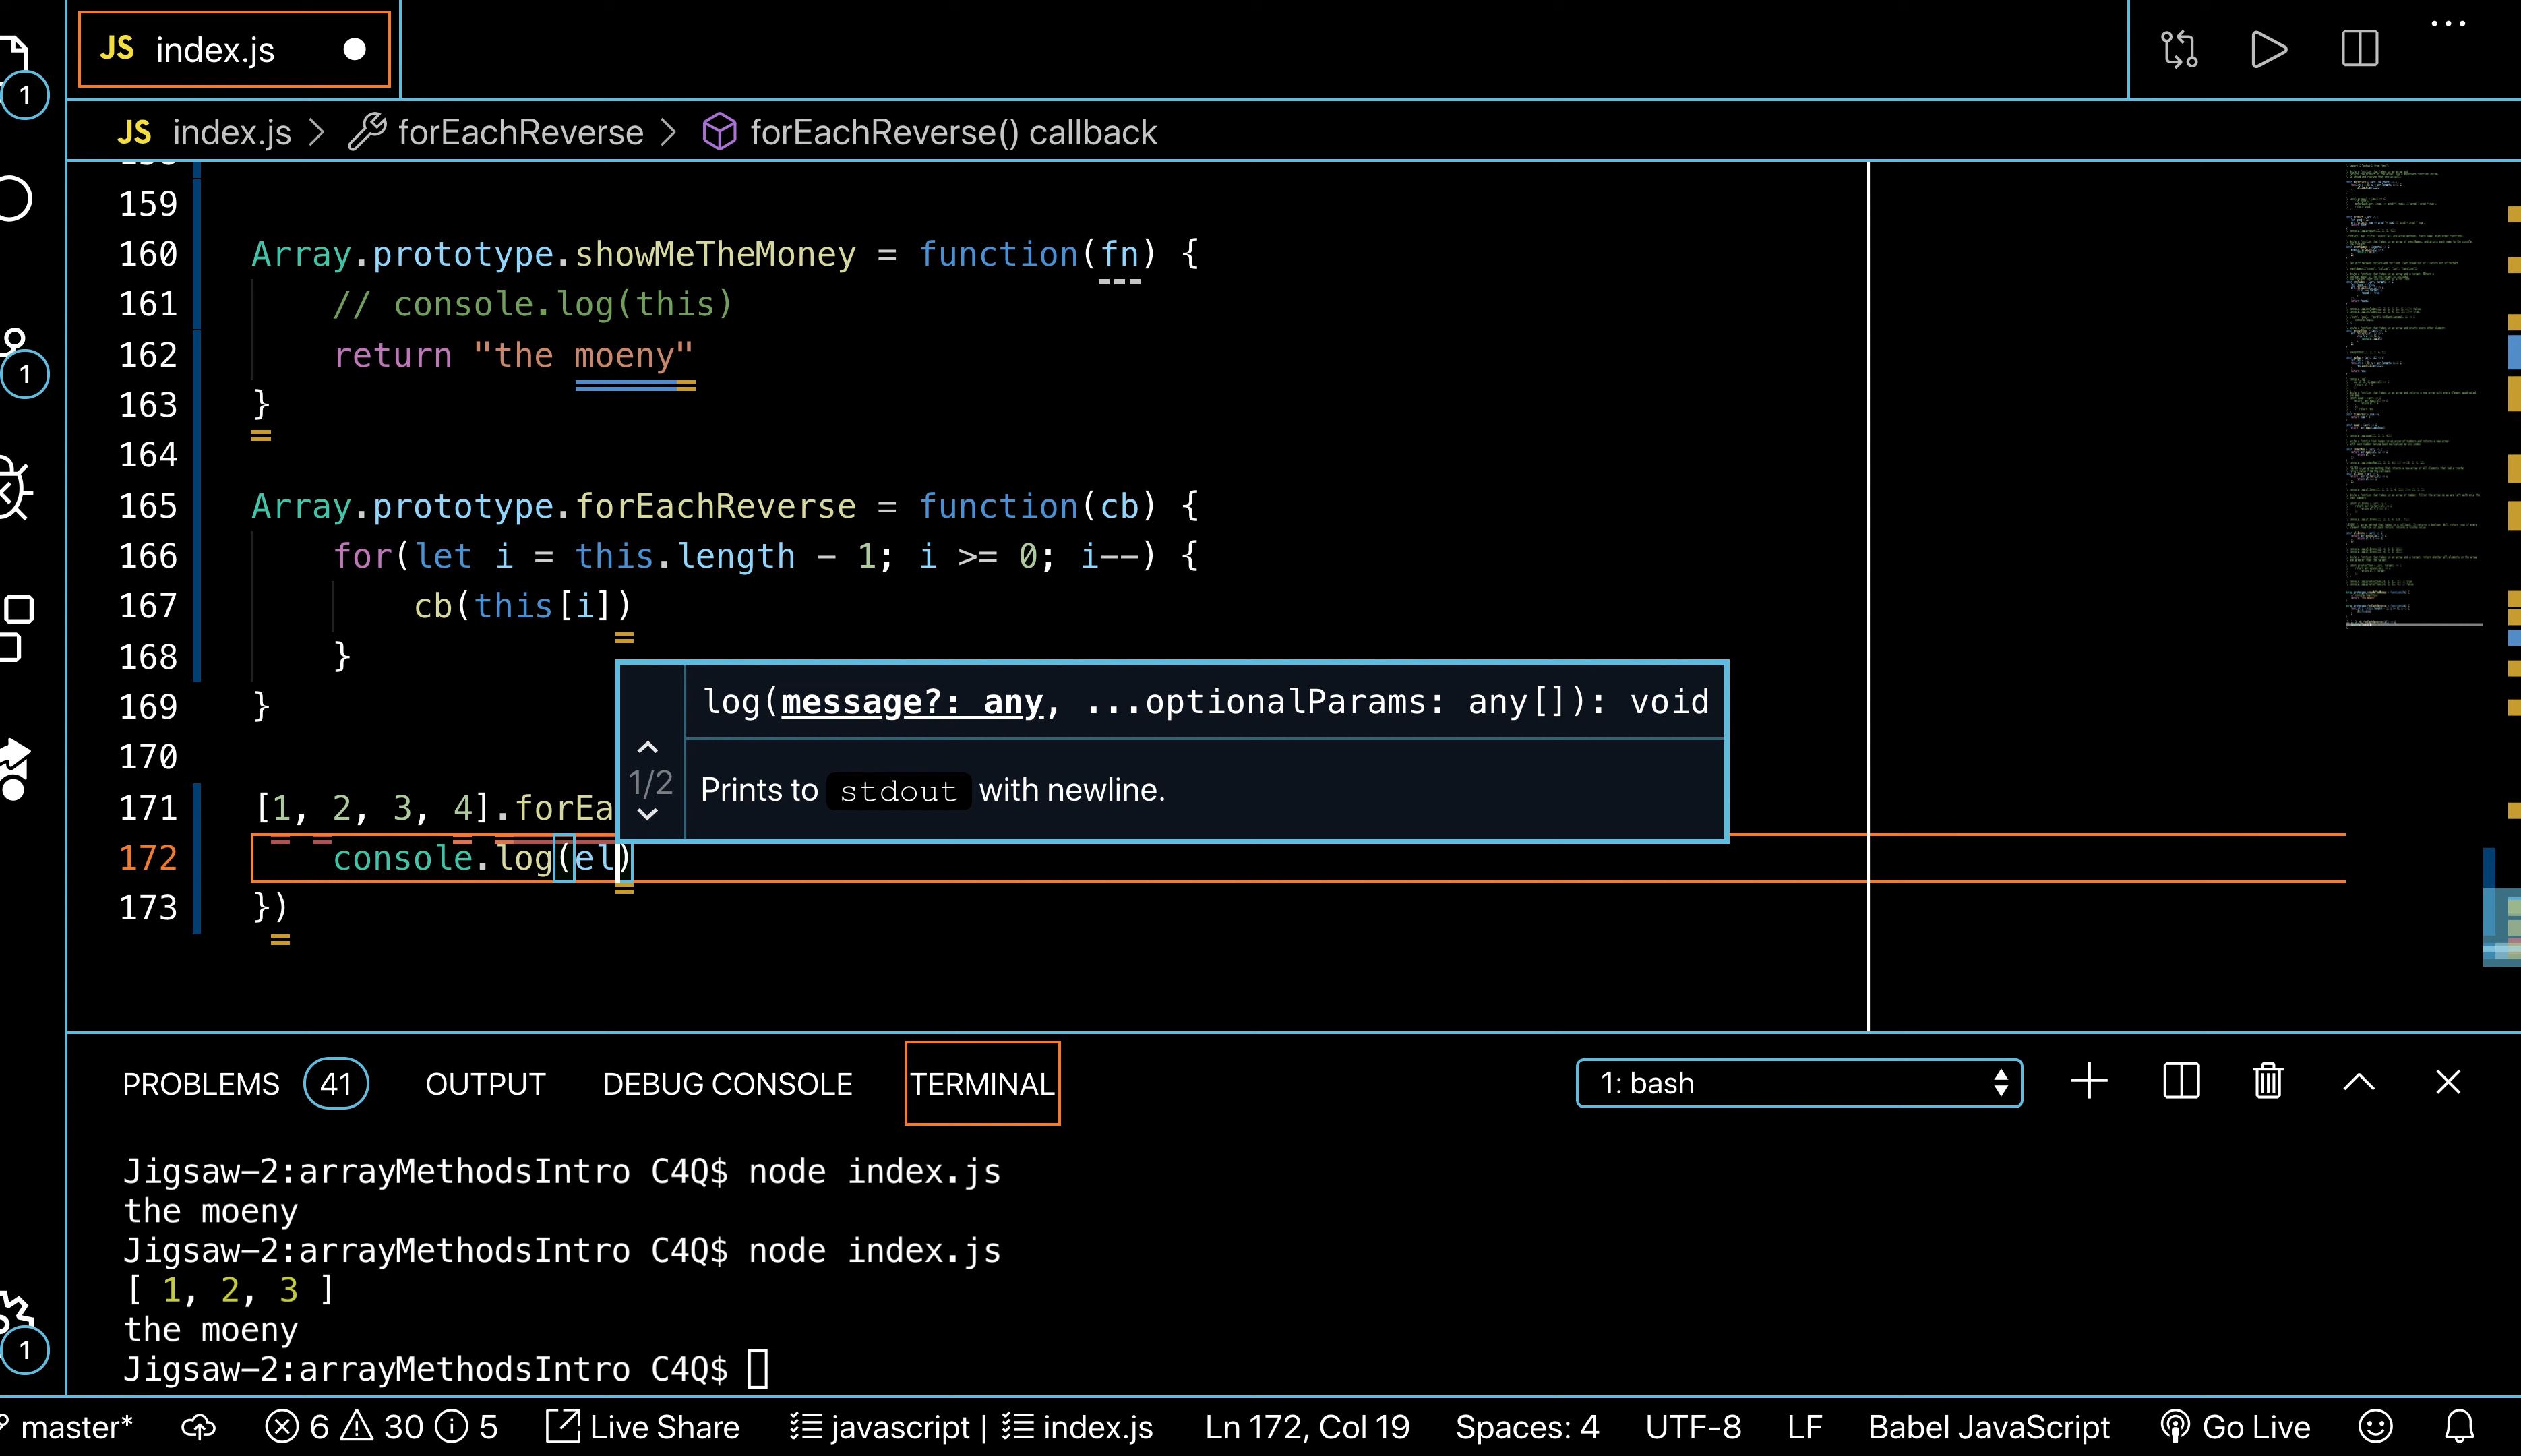 JS index.js
JS index.js > forEachReverse > forEachReverse() callback
159
160 Array.prototype.showMeTheMoney = function(fn) {
161 // console.log(this)
162 return "the moeny"
163 }
164
165 Array.prototype.forEachReverse = function(cb) {
166 for(let i = this.length - 1; i >= 0; i--) {
167 cb(this[i])
168 }
169 }
170
log(message?: any, ...optionalParams: any[]): void
1/2
Prints to stdout with newline.
171 [1, 2, 3, 4].forEa
172 console.log(el)
173 })
1
1
1
PROBLEMS 41 OUTPUT DEBUG CONSOLE TERMINAL 1: bash
Jigsaw-2:arrayMethodsIntro C4Q$ node index.js
the moeny
Jigsaw-2:arrayMethodsIntro C4Q$ node index.js
[ 1, 2, 3 ]
the moeny
Jigsaw-2:arrayMethodsIntro C4Q$
master* 6 30 5 Live Share javascript | index.js Ln 172, Col 19 Spaces: 4 UTF-8 LF Babel JavaScript Go Live